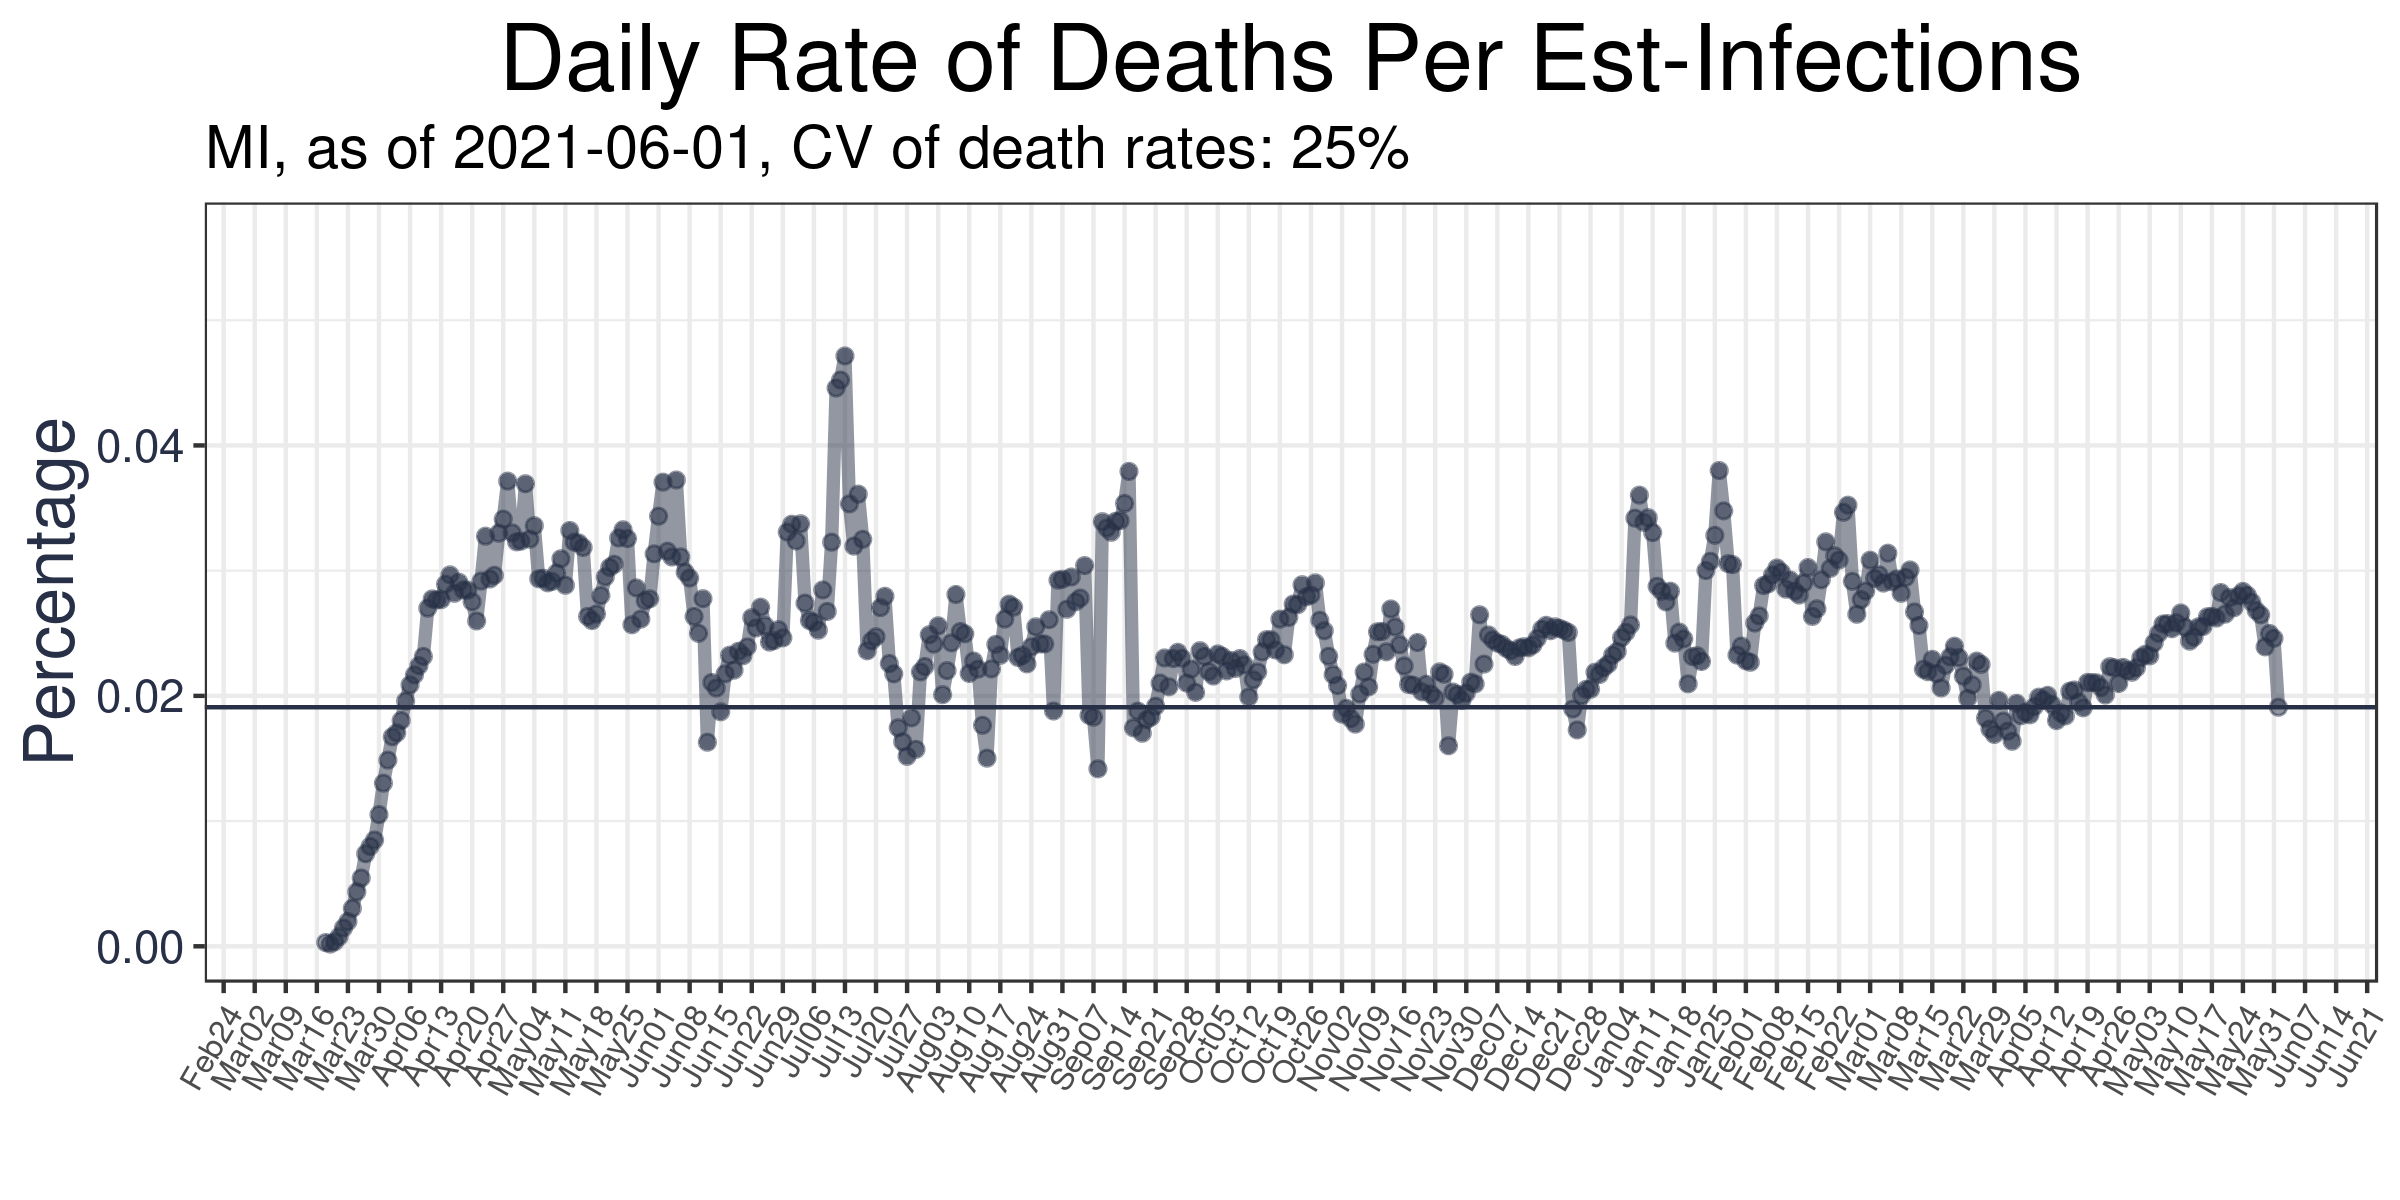 Daily Rate of Deaths Per Est-Infections
MI, as of 2021-06-01, CV of death rates: 25%
Percentage
0.04
0.02
0.00
Feb24
Mar02
Mar09
Mar16
Mar23
Mar30
Apr06
Apr13
Apr20
Apr27
May04
May11
May18
May25
Jun01
Jun08
Jun15
Jun22
Jun29
Jul06
Jul13
Jul20
Jul27
Aug03
Aug10
Aug17
Aug24
Aug31
Sep07
Sep14
Sep21
Sep28
Oct05
Oct12
Oct19
Oct26
Nov02
Nov09
Nov16
Nov23
Nov30
Dec07
Dec14
Dec21
Dec28
Jan04
Jan11
Jan18
Jan25
Feb01
Feb08
Feb15
Feb22
Mar01
Mar08
Mar15
Mar22
Mar29
Apr05
Apr12
Apr19
Apr26
May03
May10
May17
May24
May31
Jun07
Jun14
Jun21